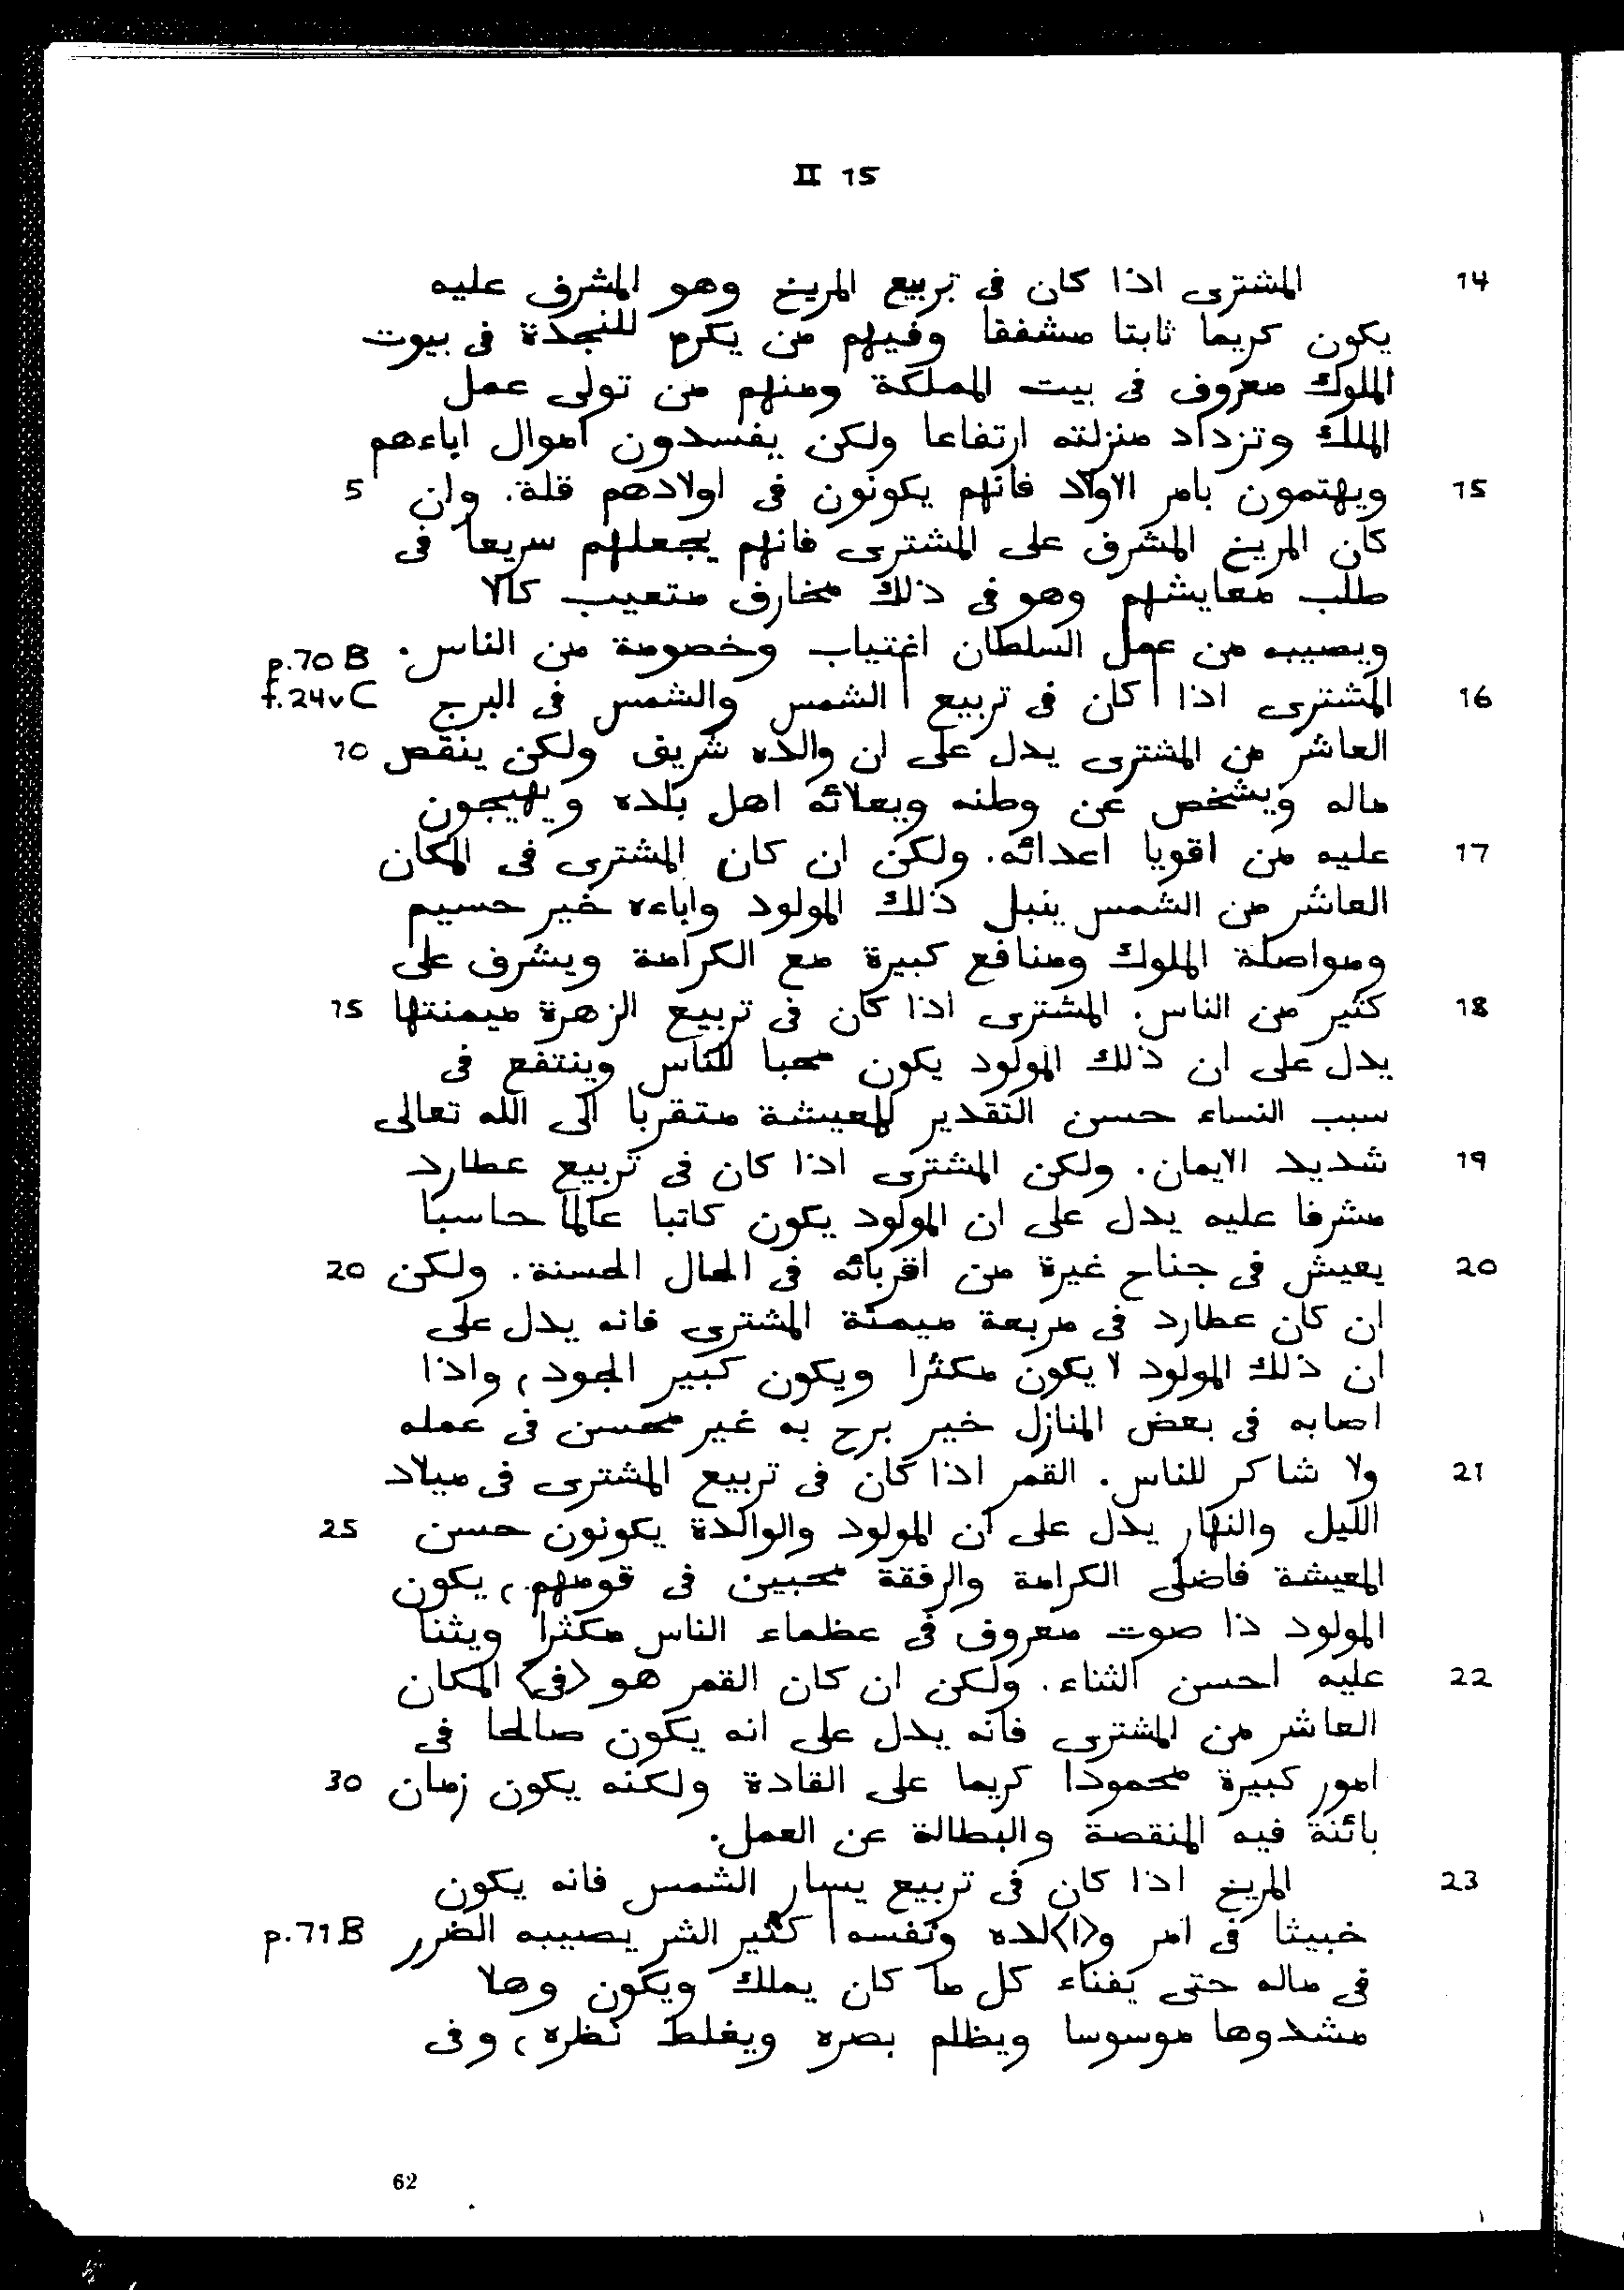 II 15
14 المشترى اذا كان فى تربيع المريخ وهو المشرف عليه
يكون كريما ثابتا مشفقا وفيهم من يكرم للنجدة فى بيوت
الملوك معروف فى بيت المملكة ومنهم من تولى عمل
الملك وتزداد منزلته ارتفاعا ولكن يفسدون اموال اباءهم
15 ويهتمون بامر الاولاد فانهم يكونون فى اولادهم قلة. وان 5
كان المريخ المشرف على المشترى فانهم يجعلهم سريعا فى
طلب معايشهم وهو فى ذلك مخارف متعيب كالا
ويصيبه من عمل السلطان اغتياب وخصومة من الناس. p.70 B
16 المشترى اذا | كان فى تربيع | الشمس والشمس فى البرج f.24v C
العاشر من المشترى يدل على ان والده شريف ولكن ينقص 10
ماله ويشخص عن وطنه ويعلائه اهل بلده ويهيجون
17 عليه من اقويا اعدائه. ولكن ان كان المشترى فى المكان
العاشر من الشمس ينبل ذلك المولود واباءه خير حسيم
ومواصلة الملوك ومنافع كبيرة مع الكرامة ويشرف على
18 كثير من الناس. المشترى اذا كان فى تربيع الزهرة ميمنتها 15
يدل على ان ذلك المولود يكون محبا للناس وينتفع فى
سبب النساء حسن التقدير للمعيشة متقربا الى الله تعالى
19 شديد الايمان. ولكن المشترى اذا كان فى تربيع عطارد
مشرفا عليه يدل على ان المولود يكون كاتبا عالما حاسبا
20 يعيش فى جناح غيرة من اقربائه فى الحال الحسنة. ولكن 20
ان كان عطارد فى مربعة ميمنة المشترى فانه يدل على
ان ذلك المولود لا يكون مكثرا ويكون كبير الجود، واذا
اصابه فى بعض المنازل خير برح به غير محسن فى عمله
21 ولا شاكر للناس. القمر اذا كان فى تربيع المشترى فى ميلاد
الليل والنهار يدل على ان المولود والوالدة يكونون حسن 25
المعيشة فاضلى الكرامة والرفقة محبين فى قومهم، يكون
المولود ذا صوت معروف فى عظماء الناس مكثرا ويثنا
22 عليه احسن الثناء. ولكن ان كان القمر هو <فى> المكان
العاشر من المشترى فانه يدل على انه يكون صالحا فى
امور كبيرة محمودا كريما على القادة ولكنه يكون زمان 30
بائنة فيه المنقصة والبطالة عن العمل.
23 المريخ اذا كان فى تربيع يسار الشمس فانه يكون
خبيثا فى امر و<ا>لده ونفسه | كثير الشر يصيبه الضرر p.71 B
فى ماله حتى يفناء كل ما كان يملك ويكون وهلا
مشدوها موسوسا ويظلم بصره ويغلط نظره، وفى
62